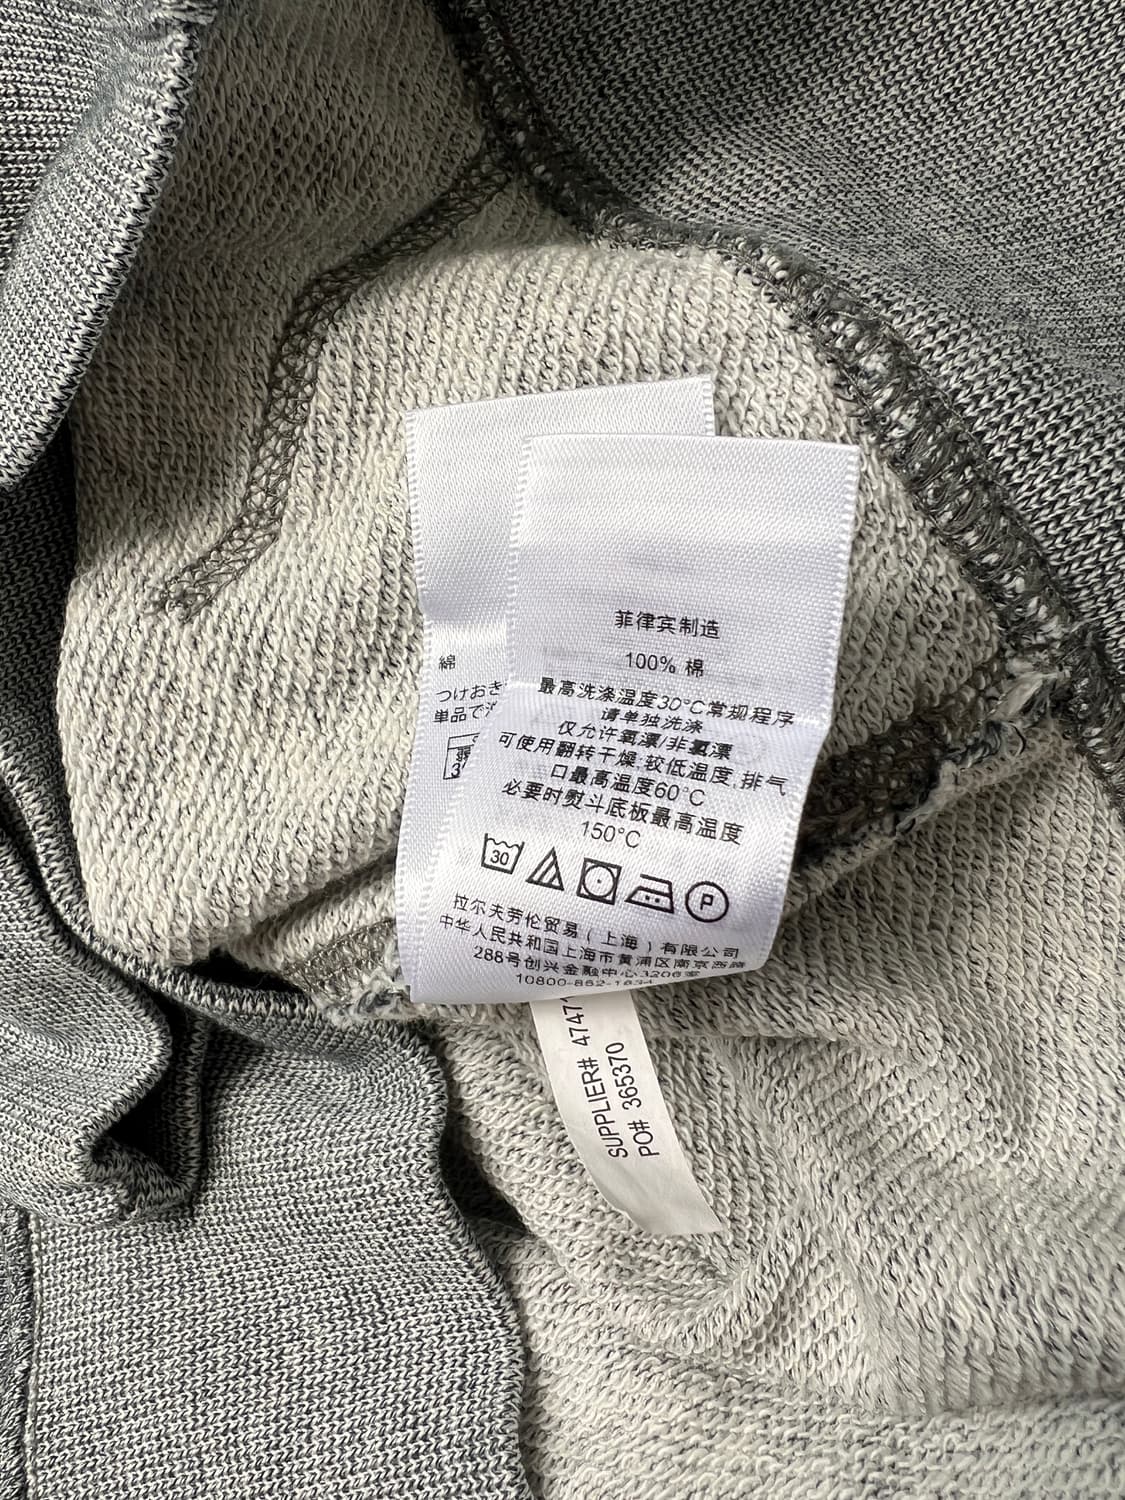 菲律宾制造
100% 棉
最高洗涤温度30°C常规程序
请单独洗涤
仅允许氧漂/非氯漂
可使用翻转干燥,较低温度,排气
口最高温度60°C
必要时熨斗底板最高温度
150°C
30
P
拉尔夫劳伦贸易(上海)有限公司
中华人民共和国上海市黄浦区南京西路
288号创兴金融中心3206室
10800-852-1834
綿
つけおき
単品で
SUPPLIER# 4747
PO# 365370